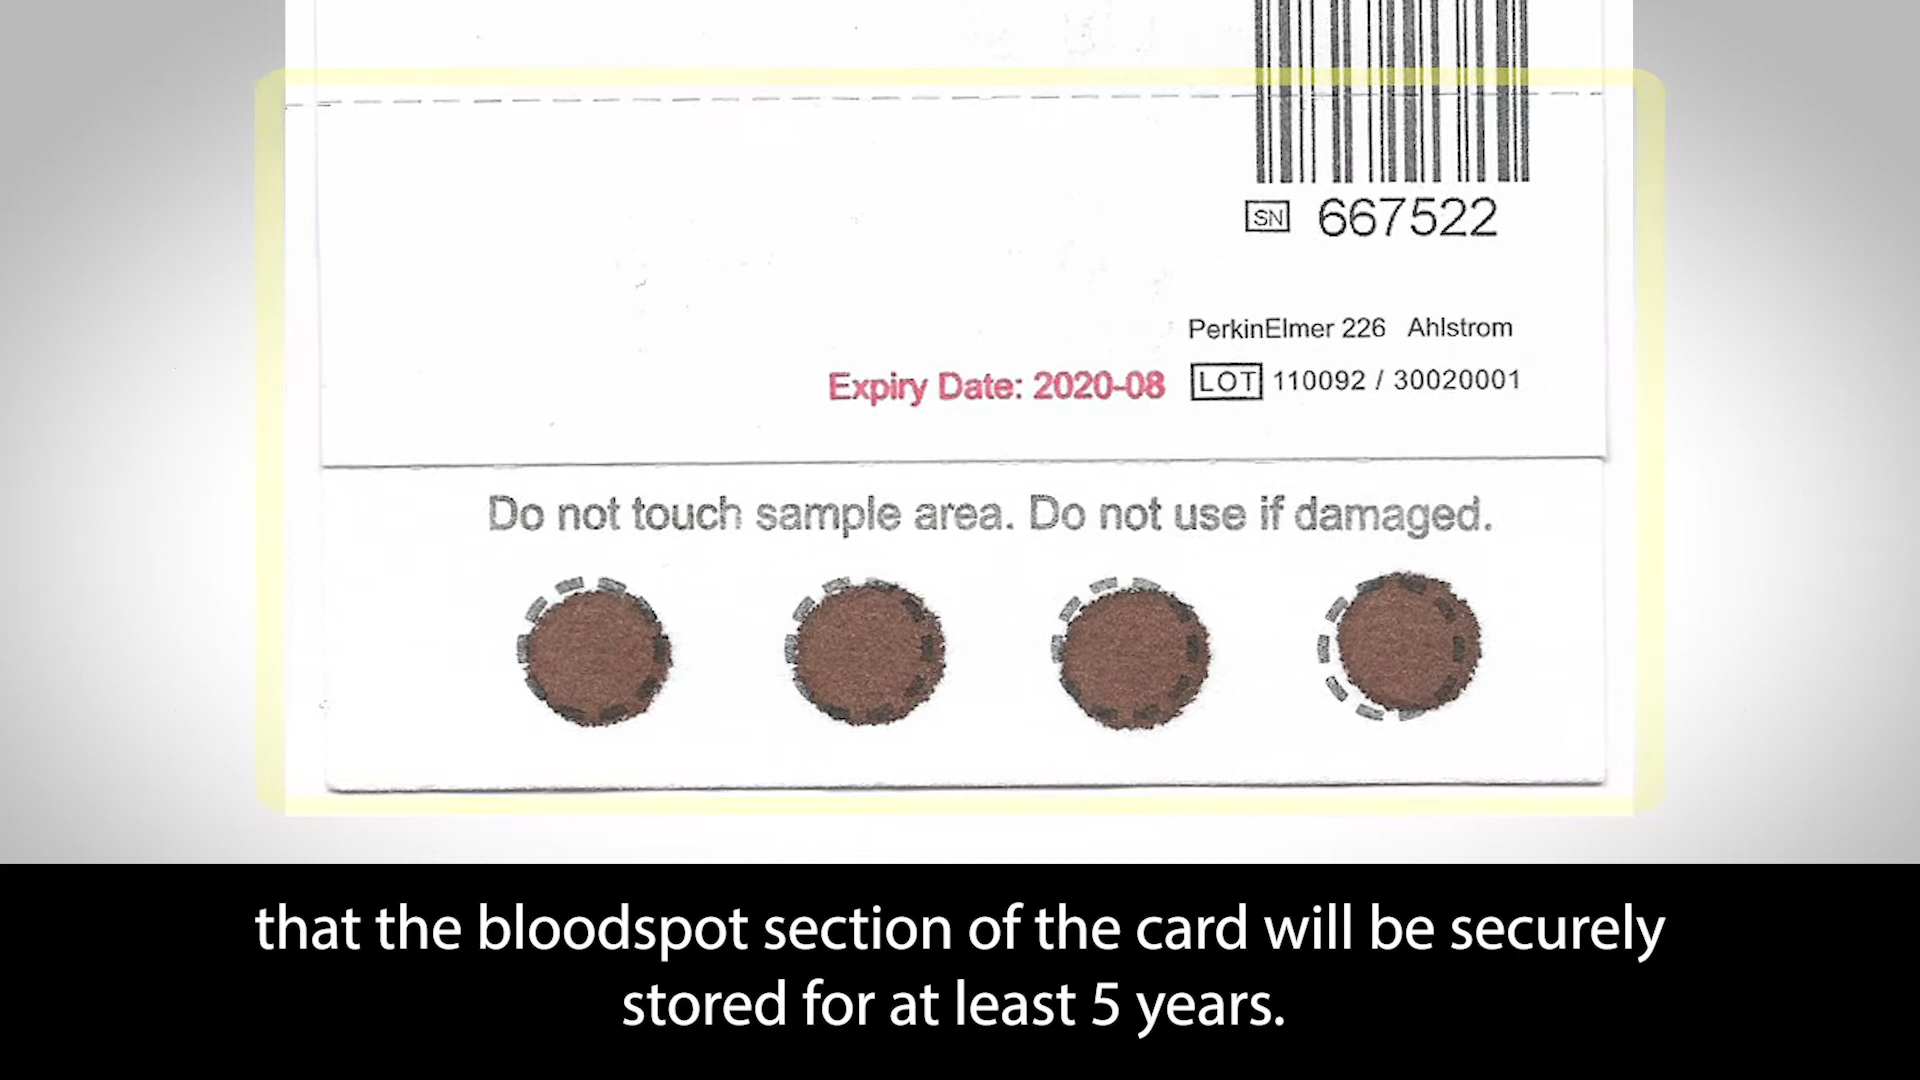 SN 667522
PerkinElmer 226 Ahlstrom
Expiry Date: 2020-08 LOT 110092 / 30020001
Do not touch sample area. Do not use if damaged.
that the bloodspot section of the card will be securely
stored for at least 5 years.